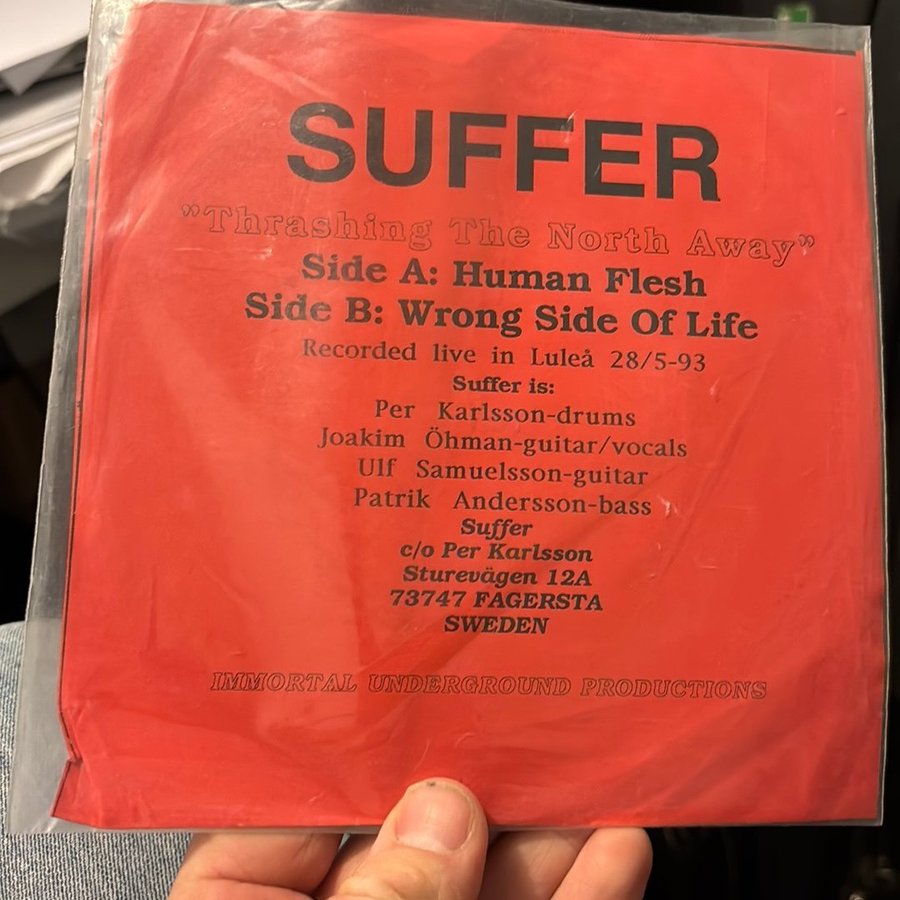 SUFFER
"Thrashing The North Away"
Side A: Human Flesh
Side B: Wrong Side Of Life
Recorded live in Luleå 28/5-93
Suffer is:
Per Karlsson-drums
Joakim Öhman-guitar/vocals
Ulf Samuelsson-guitar
Patrik Andersson-bass
Suffer
c/o Per Karlsson
Sturevägen 12A
73747 FAGERSTA
SWEDEN
IMMORTAL UNDERGROUND PRODUCTIONS